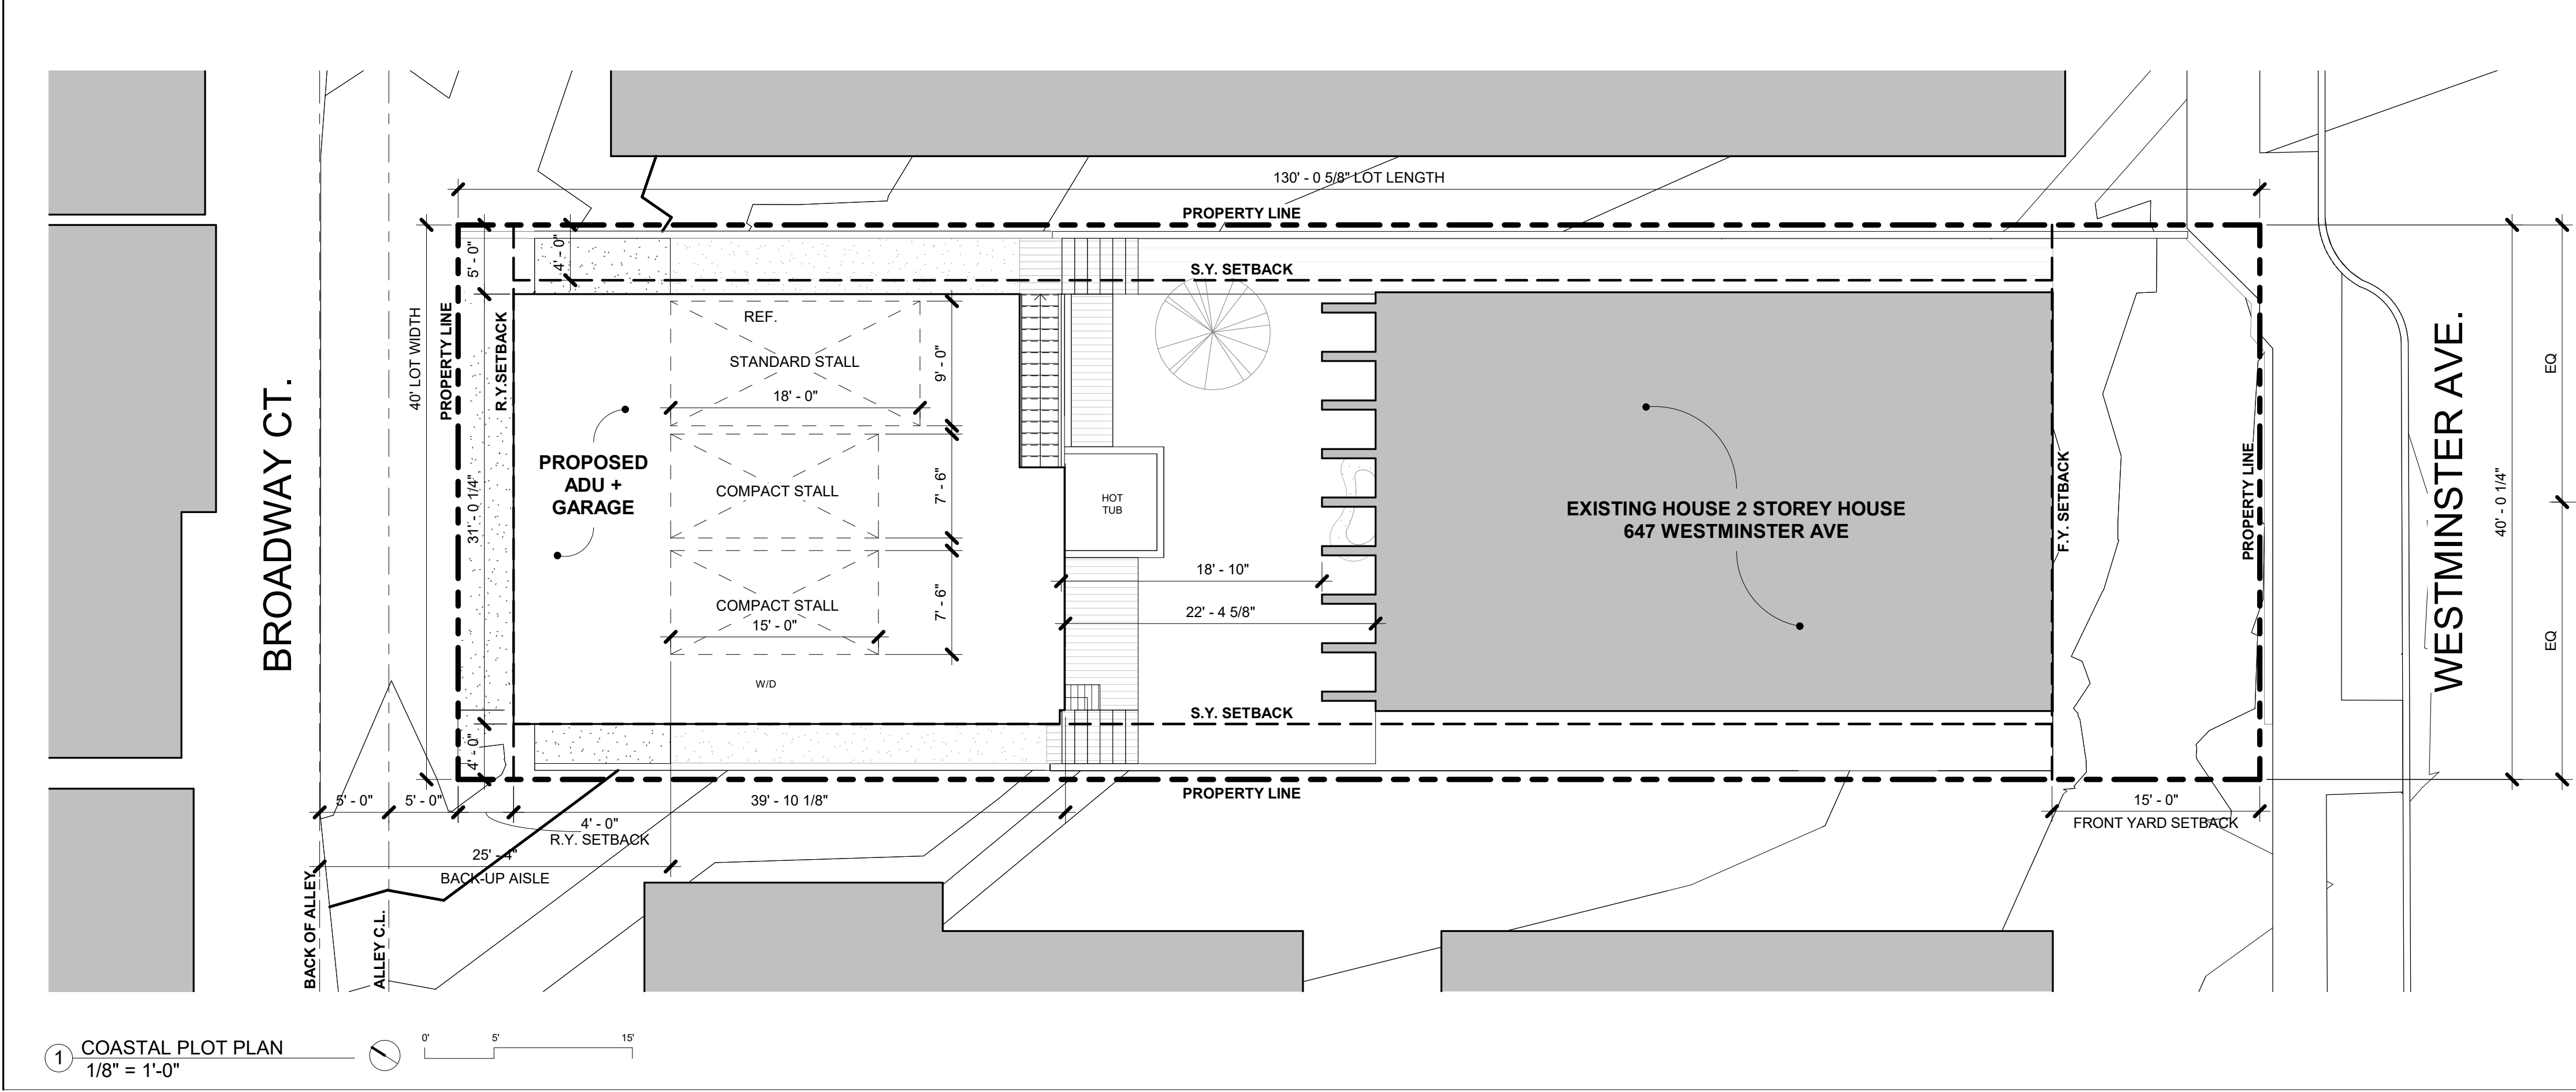 130' - 0 5/8" LOT LENGTH
PROPERTY LINE
S.Y. SETBACK
5' - 0"
4' - 0"
40' LOT WIDTH
PROPERTY LINE
R.Y.SETBACK
31' - 0 1/4"
4' - 0"
BROADWAY CT.
REF.
STANDARD STALL
18' - 0"
9' - 0"
PROPOSED
ADU +
GARAGE
COMPACT STALL
7' - 6"
COMPACT STALL
15' - 0"
7' - 6"
W/D
HOT
TUB
18' - 10"
22' - 4 5/8"
EXISTING HOUSE 2 STOREY HOUSE
647 WESTMINSTER AVE
F.Y. SETBACK
PROPERTY LINE
WESTMINSTER AVE.
40' - 0 1/4"
EQ
EQ
S.Y. SETBACK
PROPERTY LINE
5' - 0"
5' - 0"
39' - 10 1/8"
4' - 0"
R.Y. SETBACK
15' - 0"
FRONT YARD SETBACK
25' - 4"
BACK-UP AISLE
BACK OF ALLEY
ALLEY C.L.
1
COASTAL PLOT PLAN
1/8" = 1'-0"
0'
5'
15'